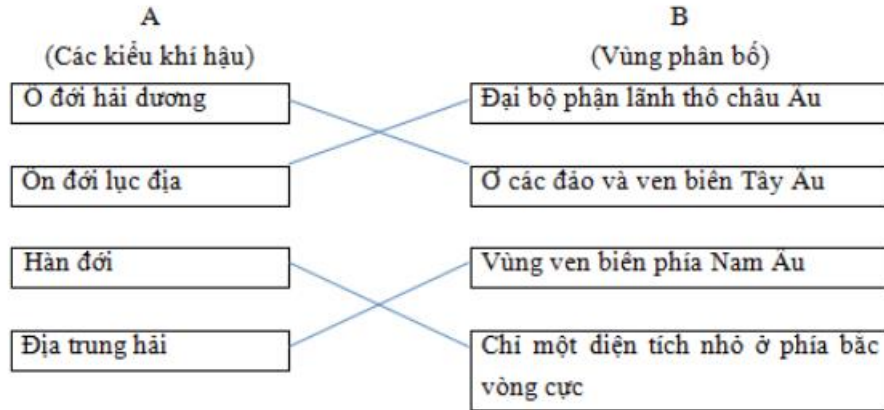 A
(Các kiểu khí hậu)
B
(Vùng phân bố)
Ô đới hải dương
Đại bộ phận lãnh thổ châu Âu
Ôn đới lục địa
Ở các đảo và ven biển Tây Âu
Hàn đới
Vùng ven biển phía Nam Âu
Địa trung hải
Chỉ một diện tích nhỏ ở phía bắc
vòng cực